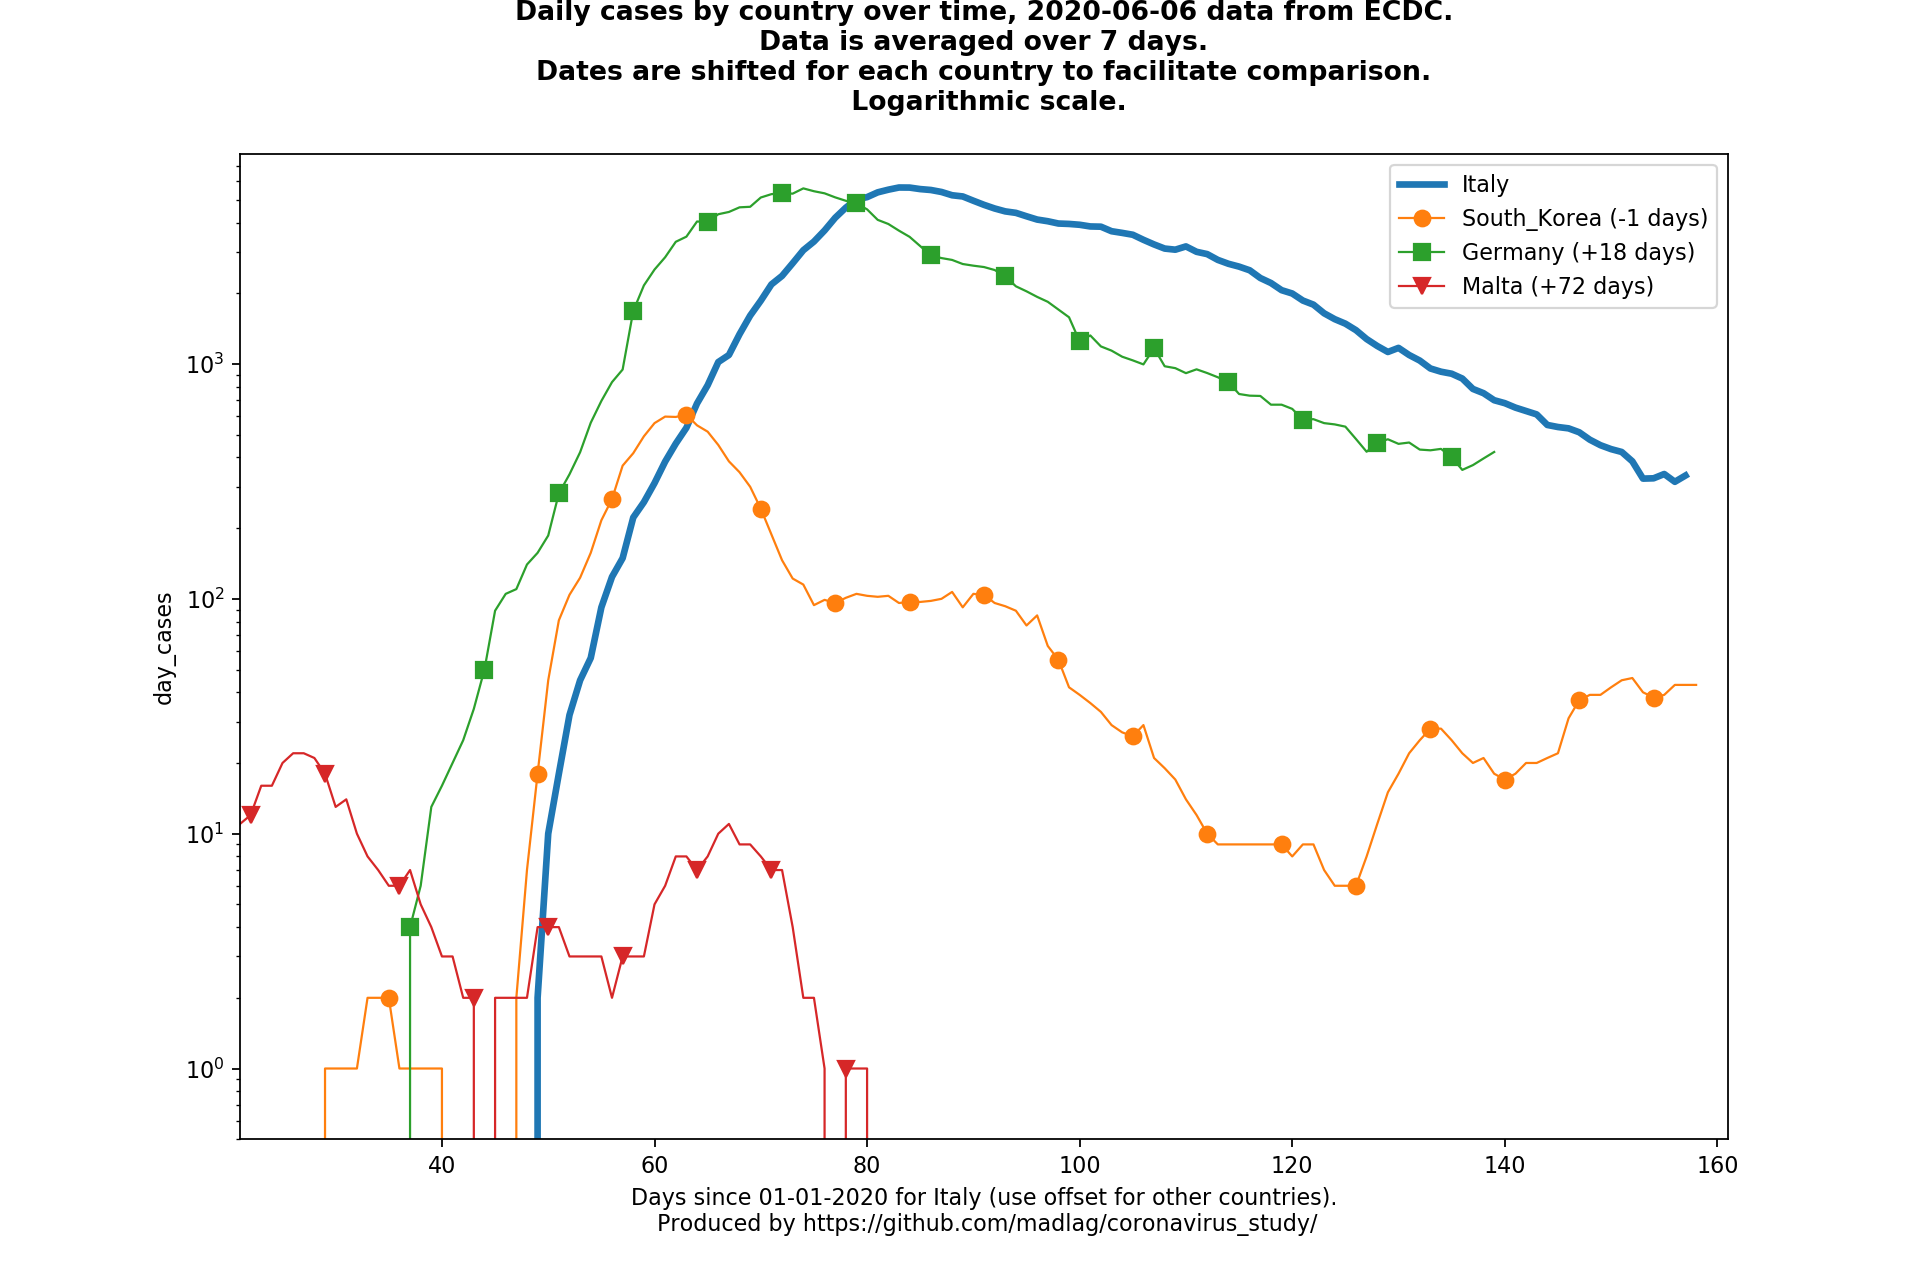 Daily cases by country over time, 2020-06-06 data from ECDC.
Data is averaged over 7 days.
Dates are shifted for each country to facilitate comparison.
Logarithmic scale.
Italy
South_Korea (-1 days)
Germany (+18 days)
Malta (+72 days)
day_cases
10³
10²
10¹
10⁰
40 60 80 100 120 140 160
Days since 01-01-2020 for Italy (use offset for other countries).
Produced by https://github.com/madlag/coronavirus_study/